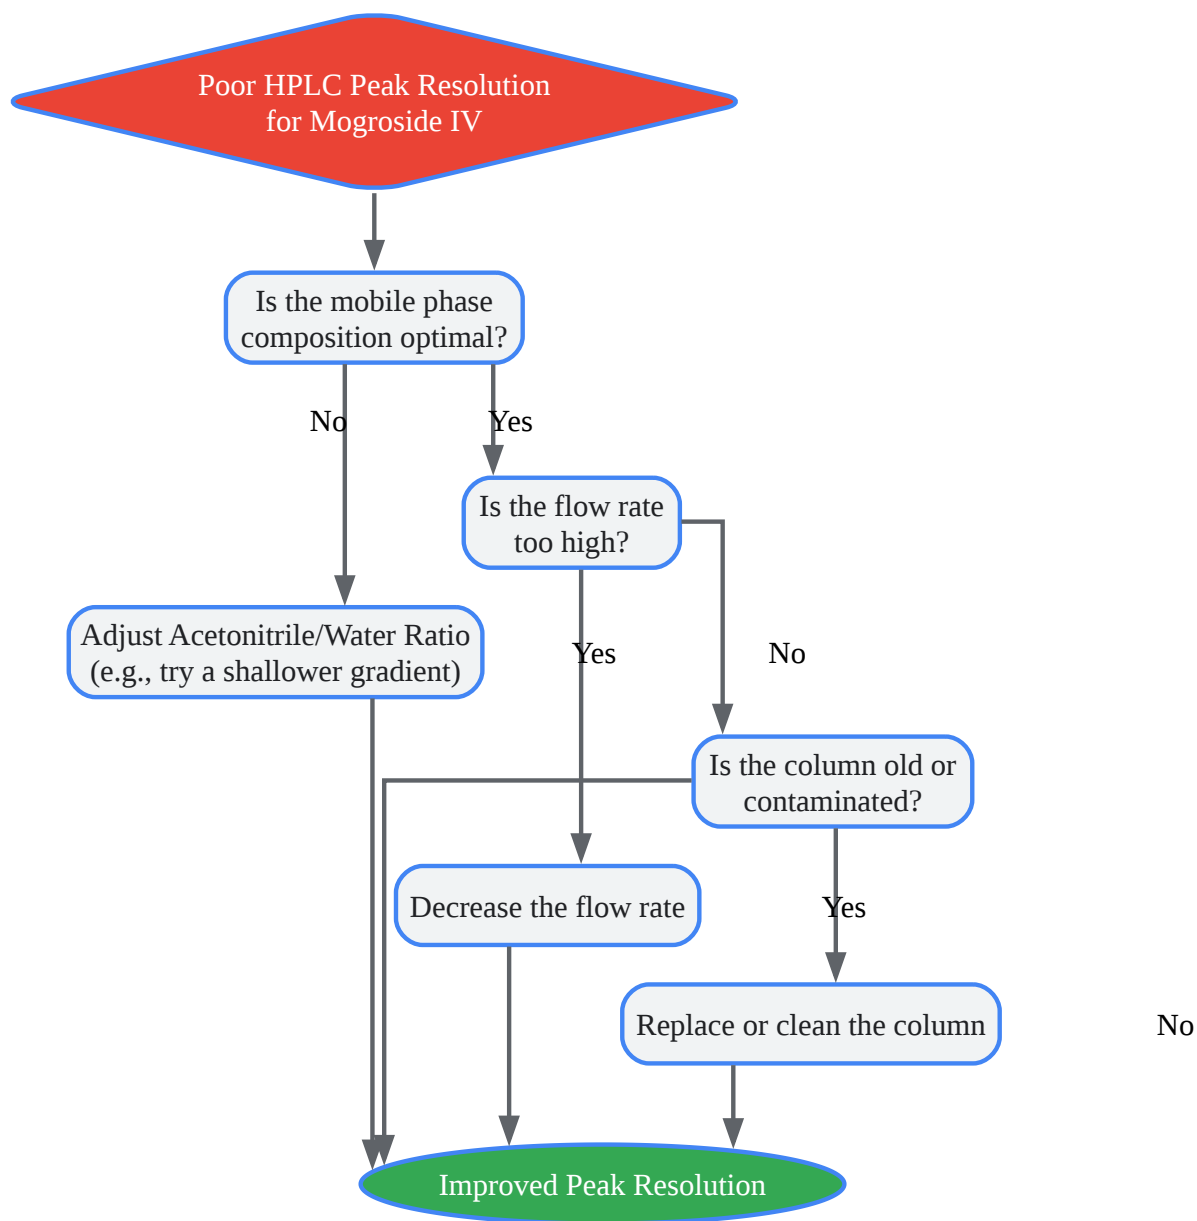 Poor HPLC Peak Resolution
for Mogroside IV
Is the mobile phase
composition optimal?
No
Yes
Is the flow rate
too high?
Adjust Acetonitrile/Water Ratio
(e.g., try a shallower gradient)
Yes
No
Is the column old or
contaminated?
Decrease the flow rate
Yes
Replace or clean the column
No
Improved Peak Resolution